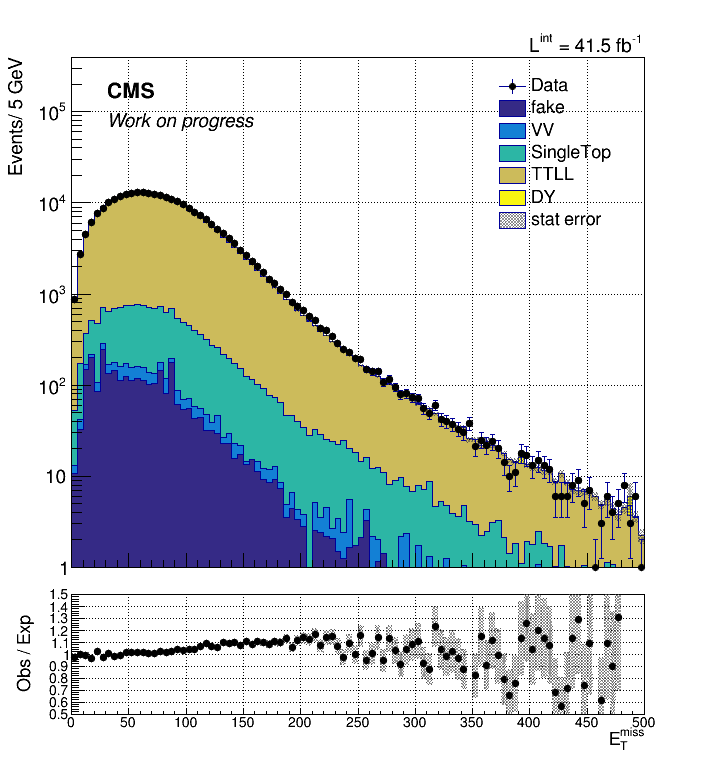 L^int = 41.5 fb^-1
Events/ 5 GeV
CMS
Work on progress
Data
fake
VV
SingleTop
TTLL
DY
stat error
10^5
10^4
10^3
10^2
10
1
Obs / Exp
1.5
1.4
1.3
1.2
1.1
1
0.9
0.8
0.7
0.6
0.5
0 50 100 150 200 250 300 350 400 450 500
E_T^miss